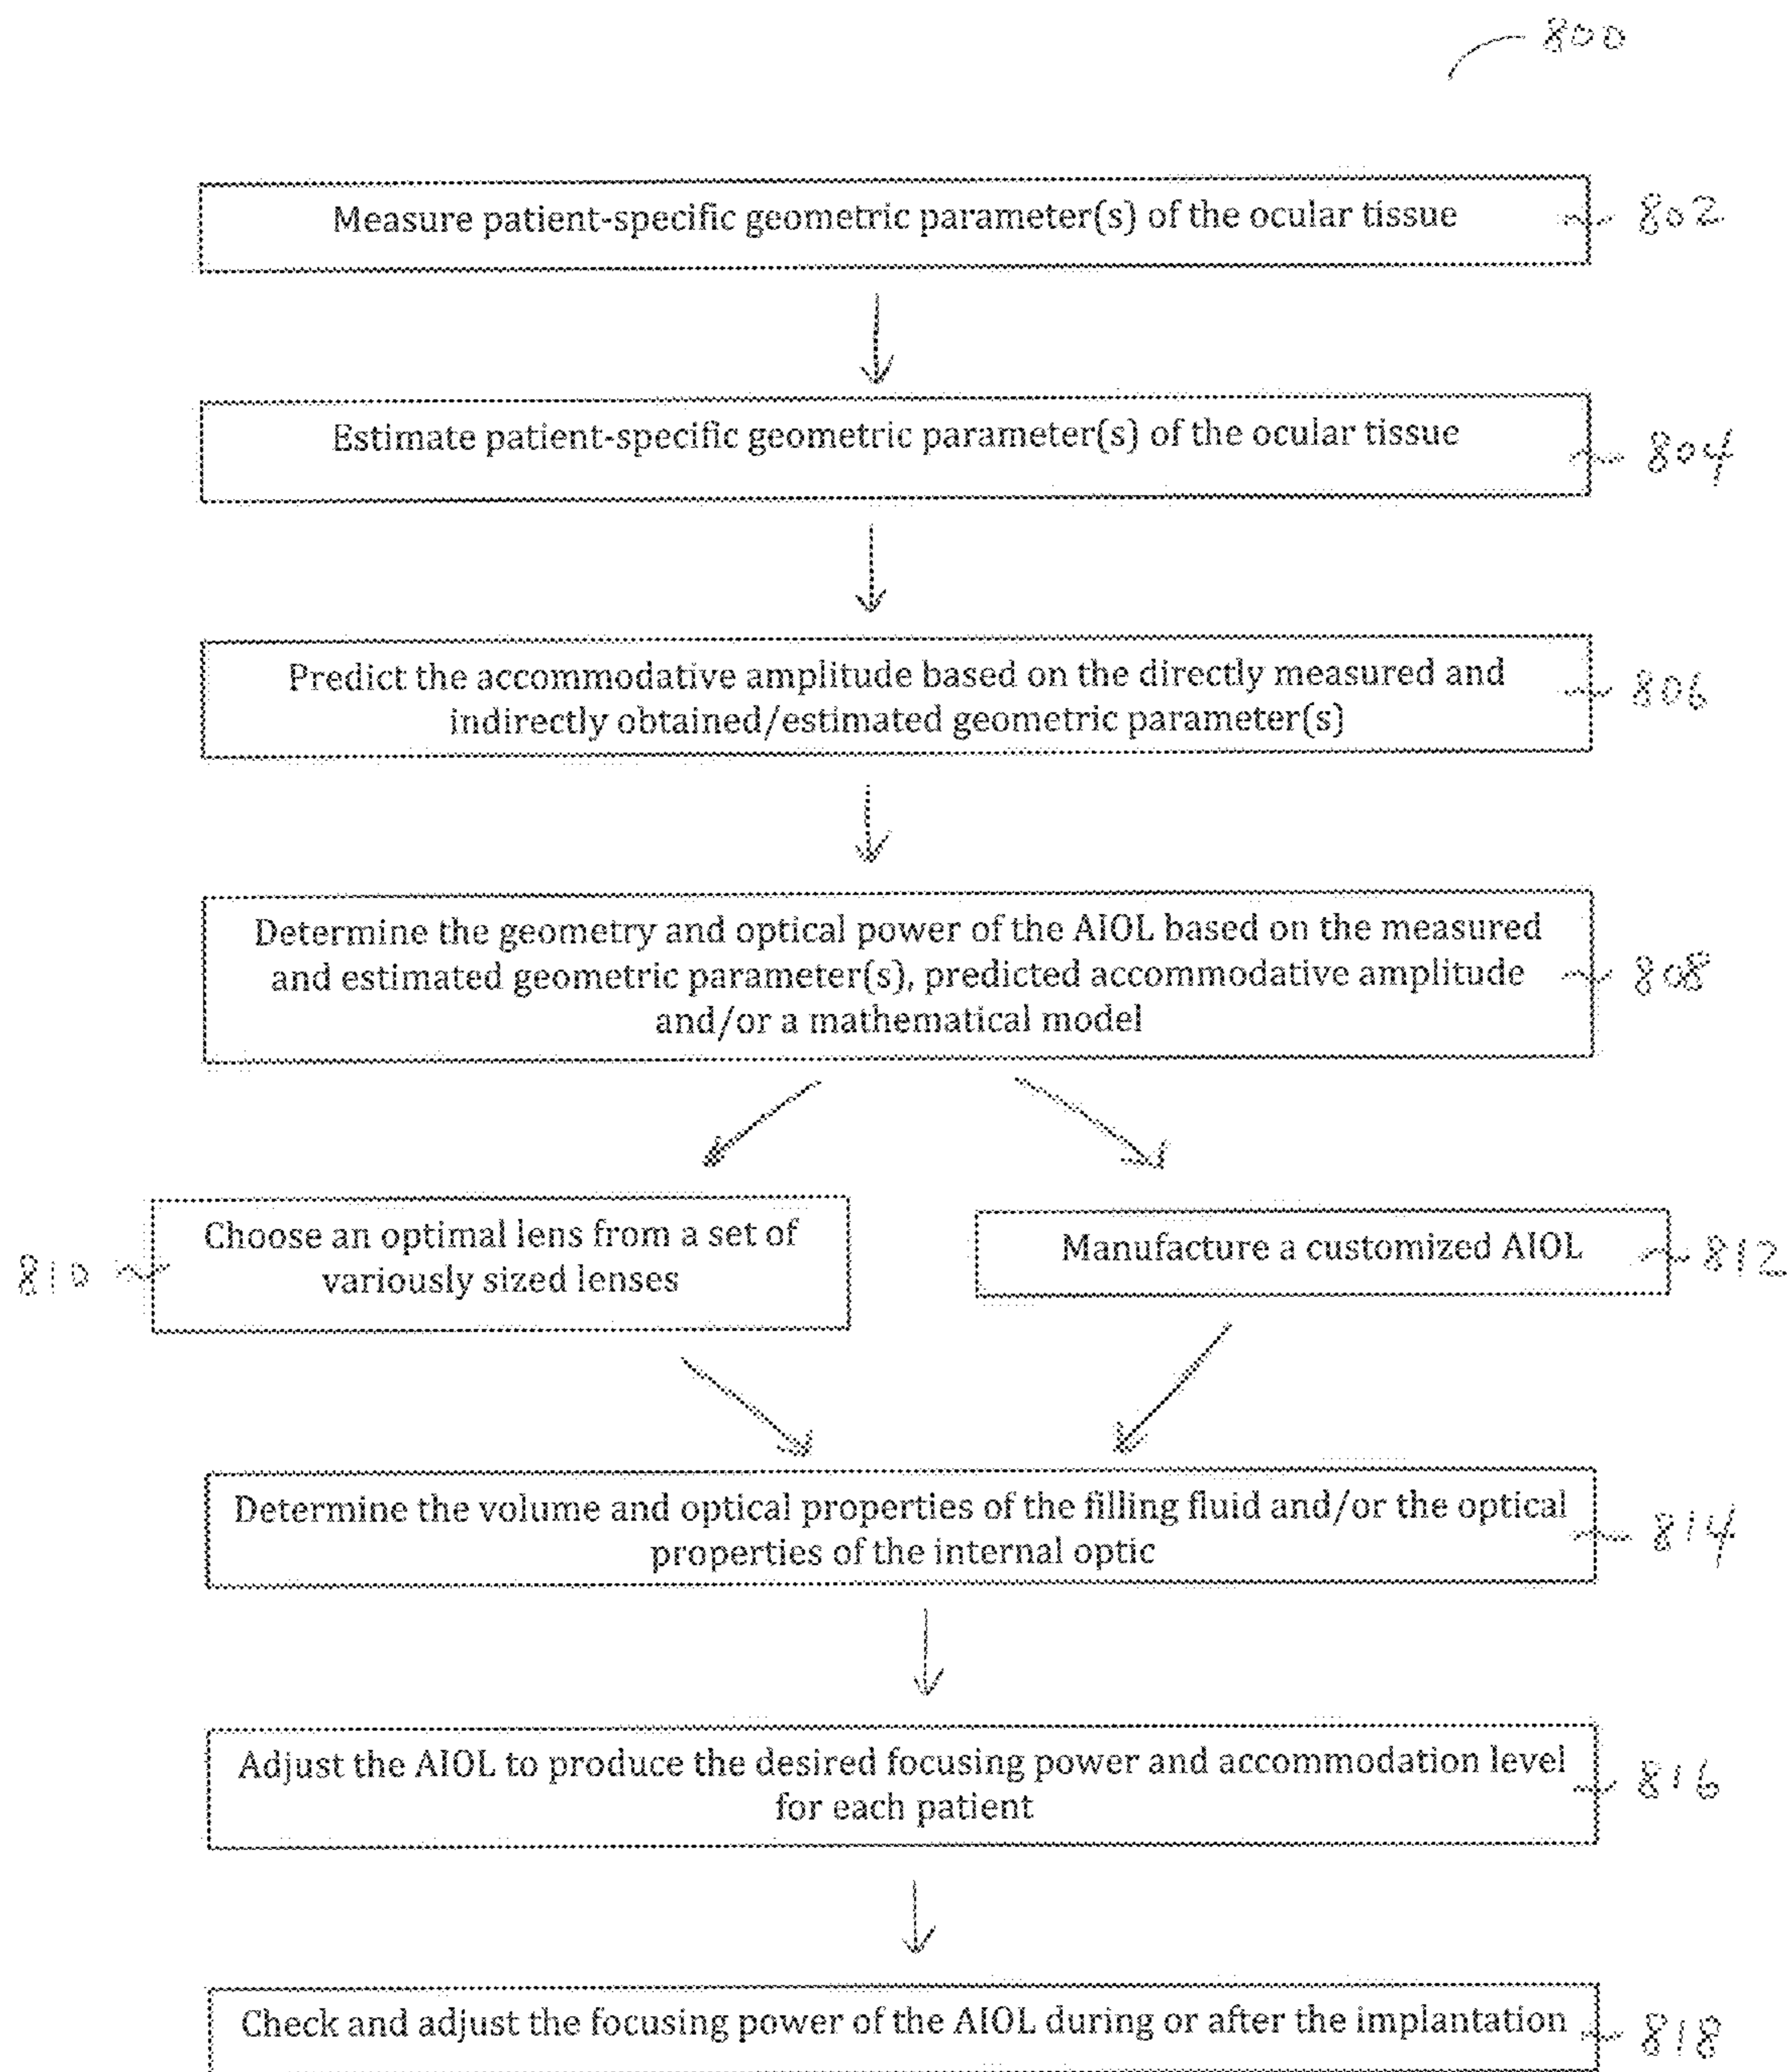 800
Measure patient-specific geometric parameter(s) of the ocular tissue
802
Estimate patient-specific geometric parameter(s) of the ocular tissue
804
Predict the accommodative amplitude based on the directly measured and
indirectly obtained/estimated geometric parameter(s)
806
Determine the geometry and optical power of the AIOL based on the measured
and estimated geometric parameter(s), predicted accommodative amplitude
and/or a mathematical model
808
810
Choose an optimal lens from a set of
variously sized lenses
Manufacture a customized AIOL
812
Determine the volume and optical properties of the filling fluid and/or the optical
properties of the internal optic
814
Adjust the AIOL to produce the desired focusing power and accommodation level
for each patient
816
Check and adjust the focusing power of the AIOL during or after the implantation
818